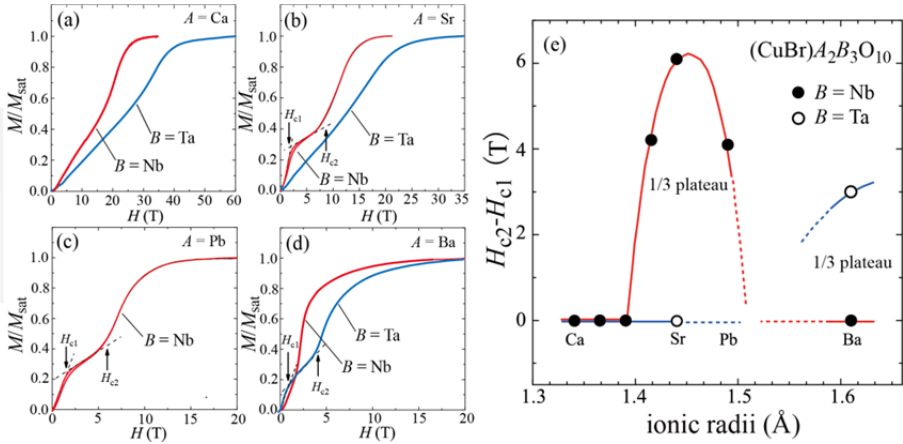 (a)
A = Ca
M/Msat
1.0
0.8
0.6
0.4
0.2
0.0
B = Ta
B = Nb
0 10 20 30 40 50 60
H (T)
(b)
A = Sr
M/Msat
1.0
0.8
0.6
0.4
0.2
0.0
Hc1
Hc2
B = Ta
B = Nb
0 5 10 15 20 25 30 35
H (T)
(c)
A = Pb
M/Msat
1.0
0.8
0.6
0.4
0.2
0.0
Hc1
Hc2
B = Nb
0 5 10 15 20
H (T)
(d)
A = Ba
M/Msat
1.0
0.8
0.6
0.4
0.2
0.0
Hc1
Hc2
B = Ta
B = Nb
0 5 10 15 20
H (T)
(e)
(CuBr)A2B3O10
B = Nb
B = Ta
Hc2-Hc1 (T)
6
4
2
0
1/3 plateau
1/3 plateau
Ca Sr Pb Ba
1.3 1.4 1.5 1.6
ionic radii (Å)